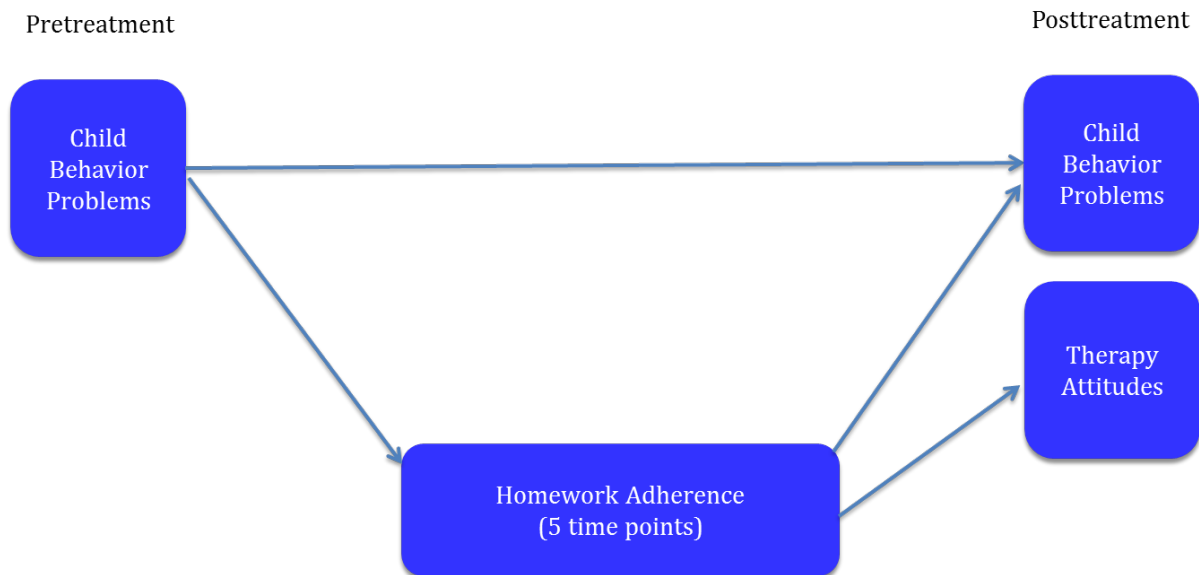 Pretreatment
Posttreatment
Child
Behavior
Problems
Child
Behavior
Problems
Therapy
Attitudes
Homework Adherence
(5 time points)